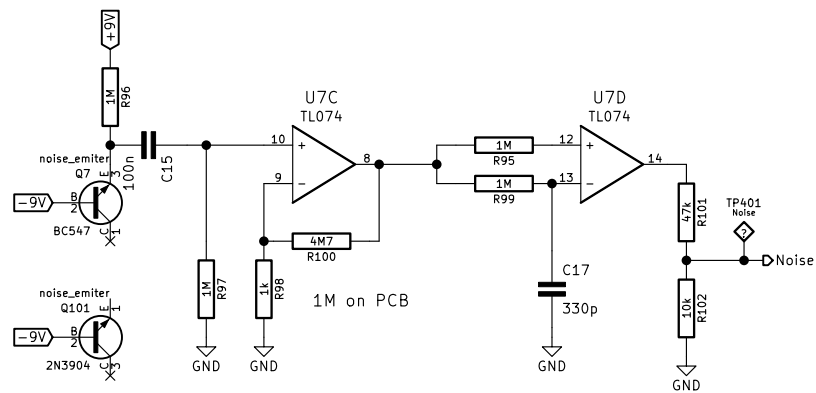 +9V
1M
R96
noise_emiter
Q7
E
3
100n
C15
-9V
B
2
BC547
C
1
noise_emiter
Q101
E
1
-9V
B
2
2N3904
C
3
1M
R97
GND
U7C
TL074
10
+
9
−
8
4M7
R100
1k
R98
1M on PCB
GND
1M
R95
1M
R99
U7D
TL074
12
+
13
−
14
C17
330p
GND
47k
R101
TP401
Noise
?
Noise
10k
R102
GND